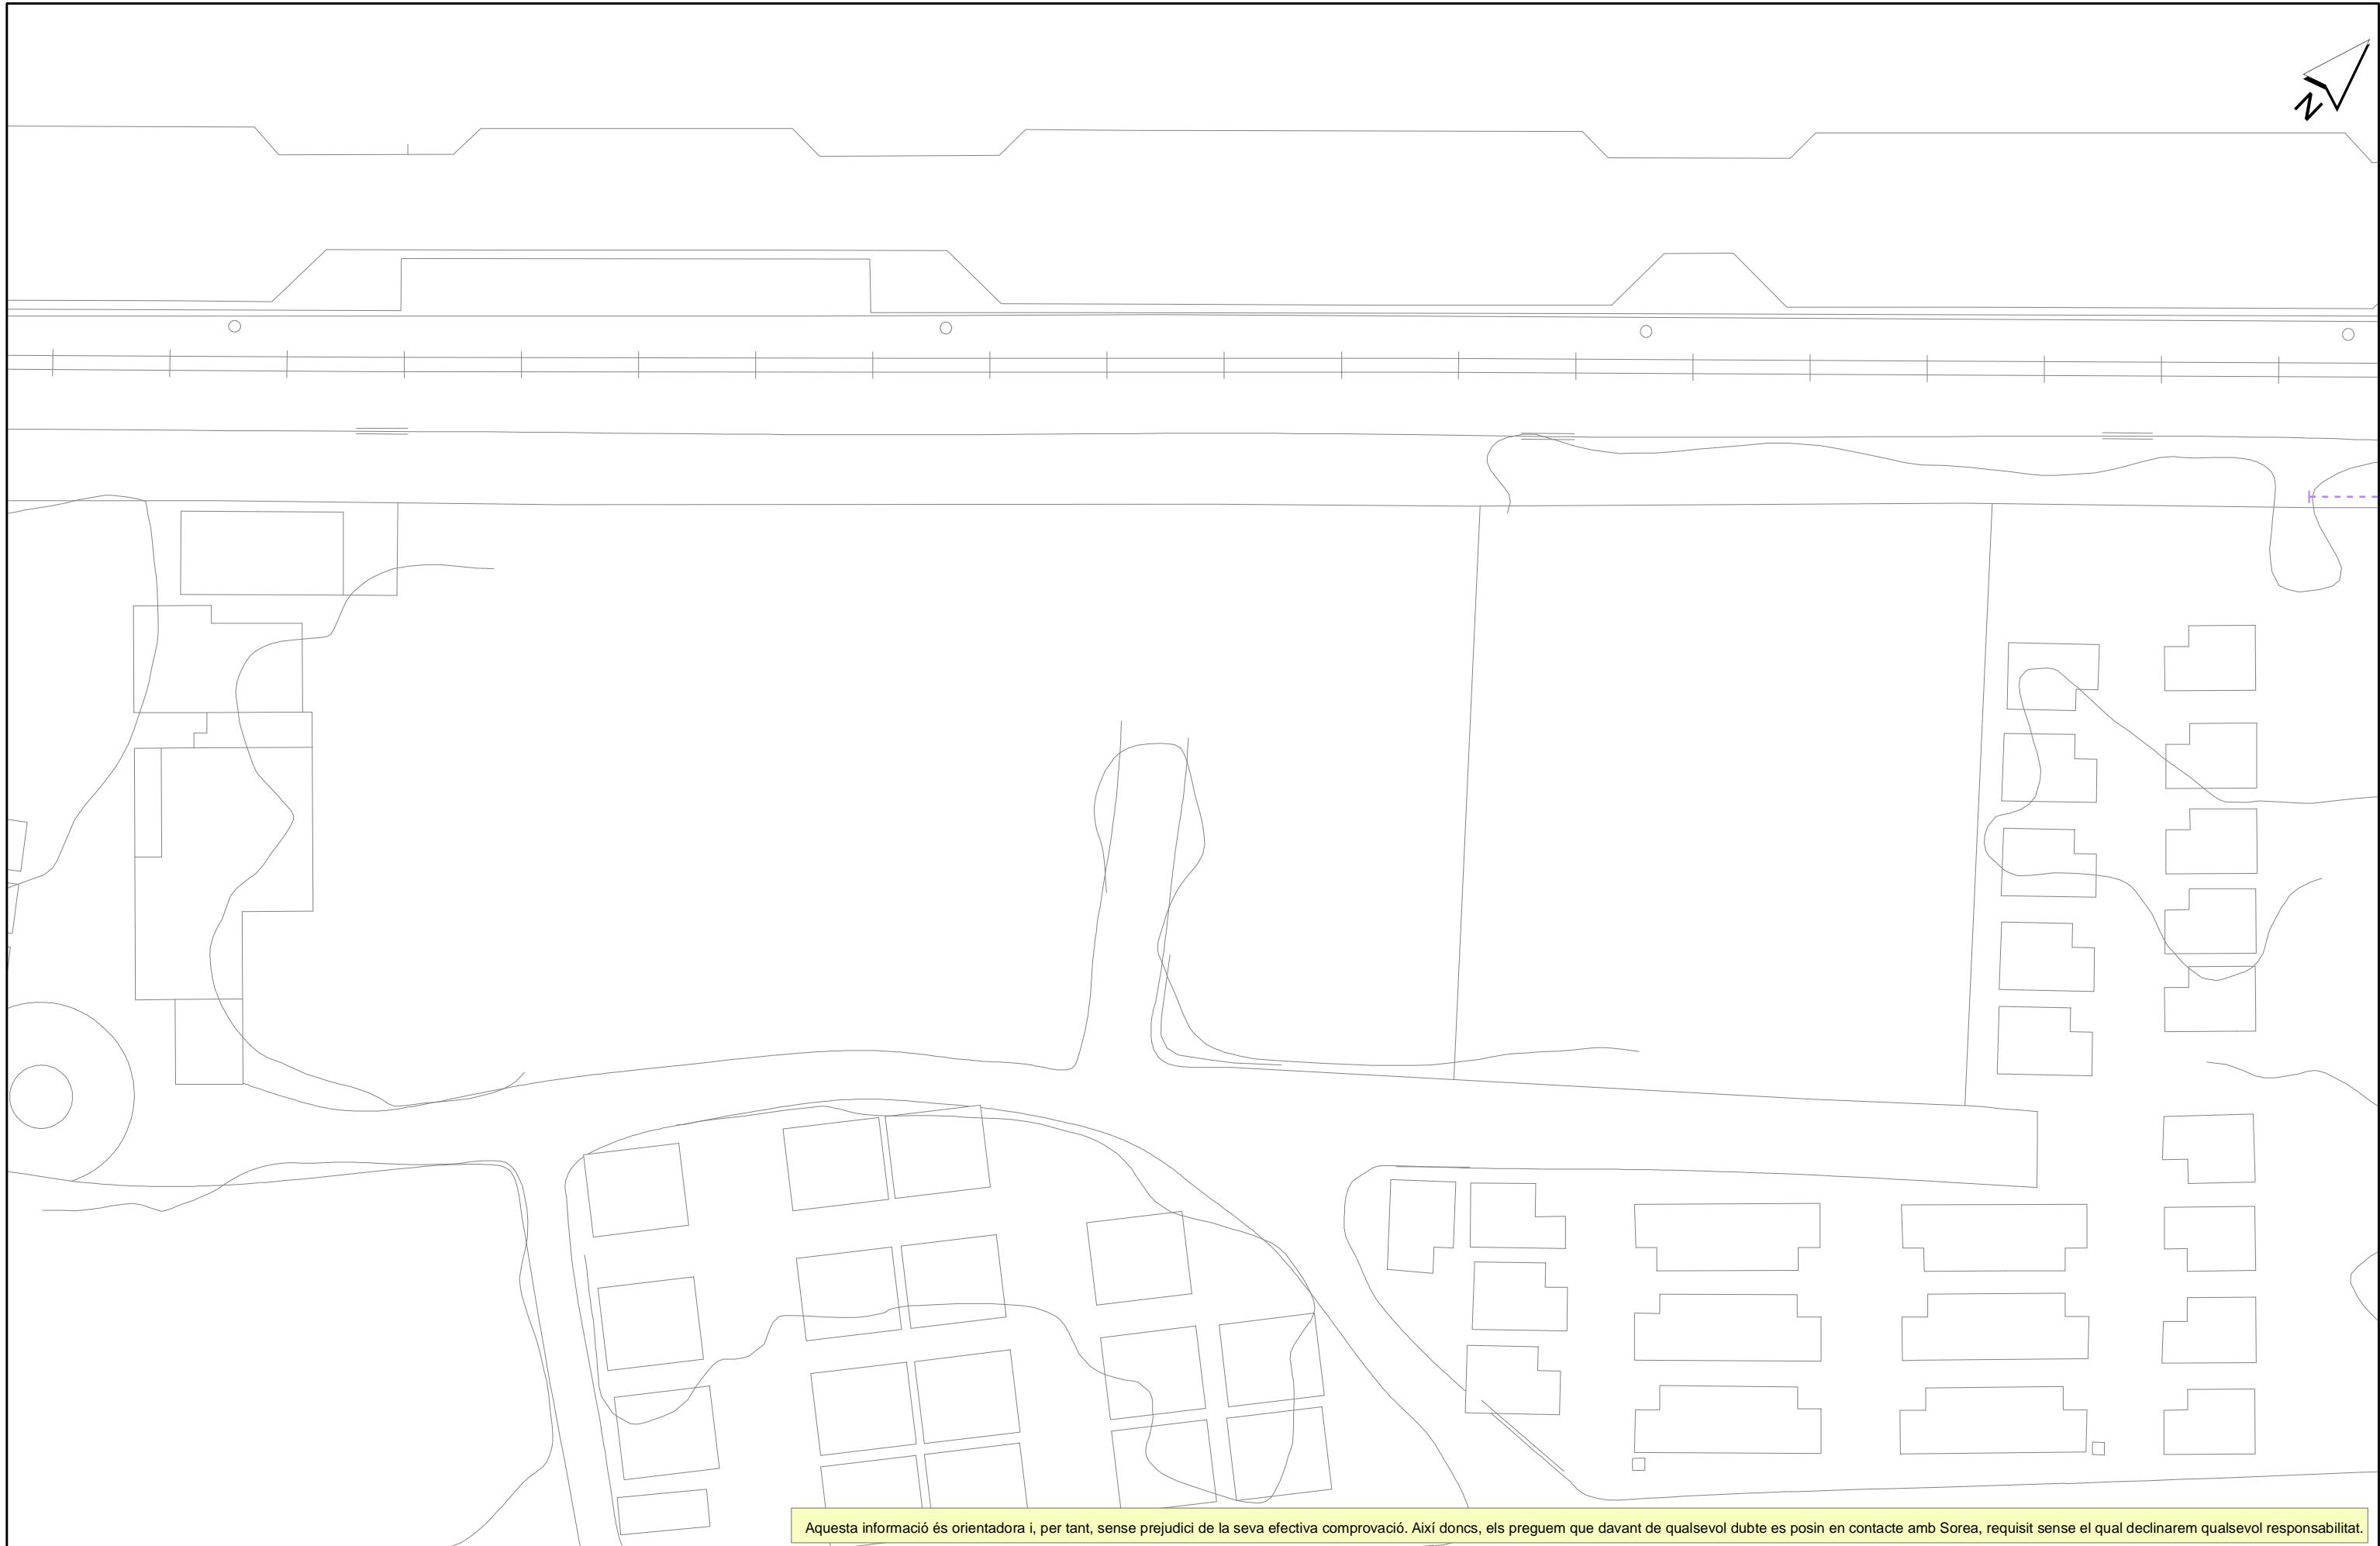 N
Aquesta informació és orientadora i, per tant, sense prejudici de la seva efectiva comprovació. Així doncs, els preguem que davant de qualsevol dubte es posin en contacte amb Sorea, requisit sense el qual declinarem qualsevol responsabilitat.